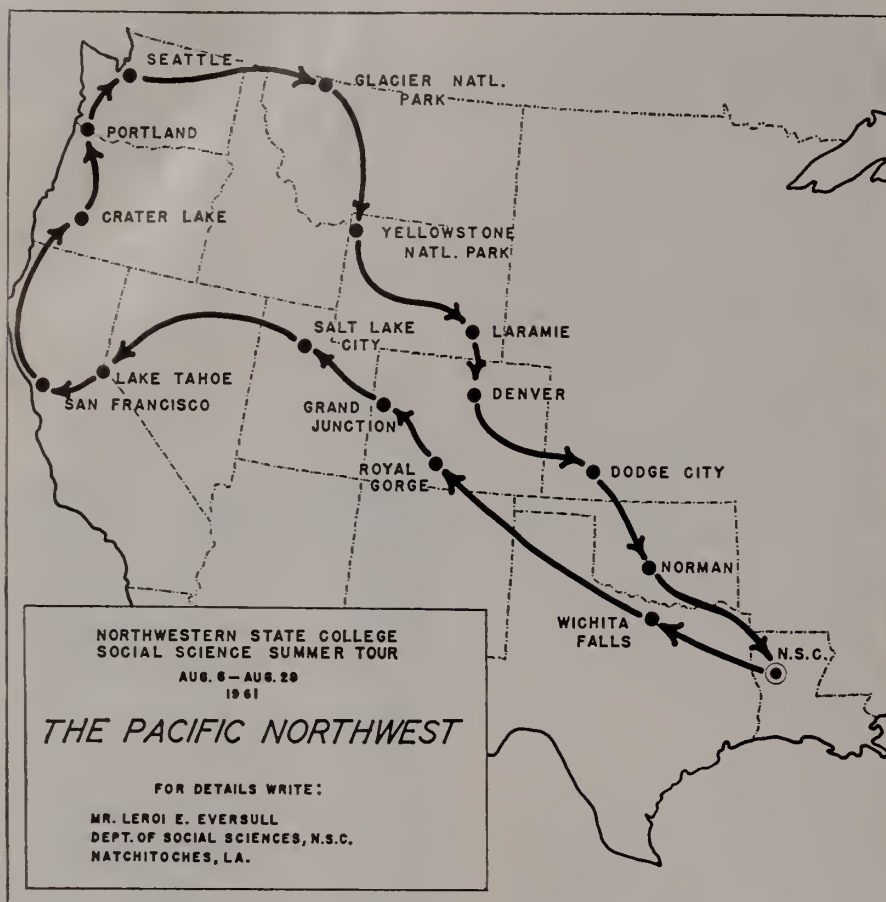 SEATTLE
GLACIER NATL.
PARK
PORTLAND
CRATER LAKE
YELLOWSTONE
NATL. PARK
SALT LAKE
CITY
LARAMIE
LAKE TAHOE
DENVER
SAN FRANCISCO
GRAND
JUNCTION
ROYAL
GORGE
DODGE CITY
NORMAN
WICHITA
FALLS
N.S.C.
NORTHWESTERN STATE COLLEGE
SOCIAL SCIENCE SUMMER TOUR
AUG. 6 — AUG. 29
1961
THE PACIFIC NORTHWEST
FOR DETAILS WRITE:
MR. LEROI E. EVERSULL
DEPT. OF SOCIAL SCIENCES, N.S.C.
NATCHITOCHES, LA.